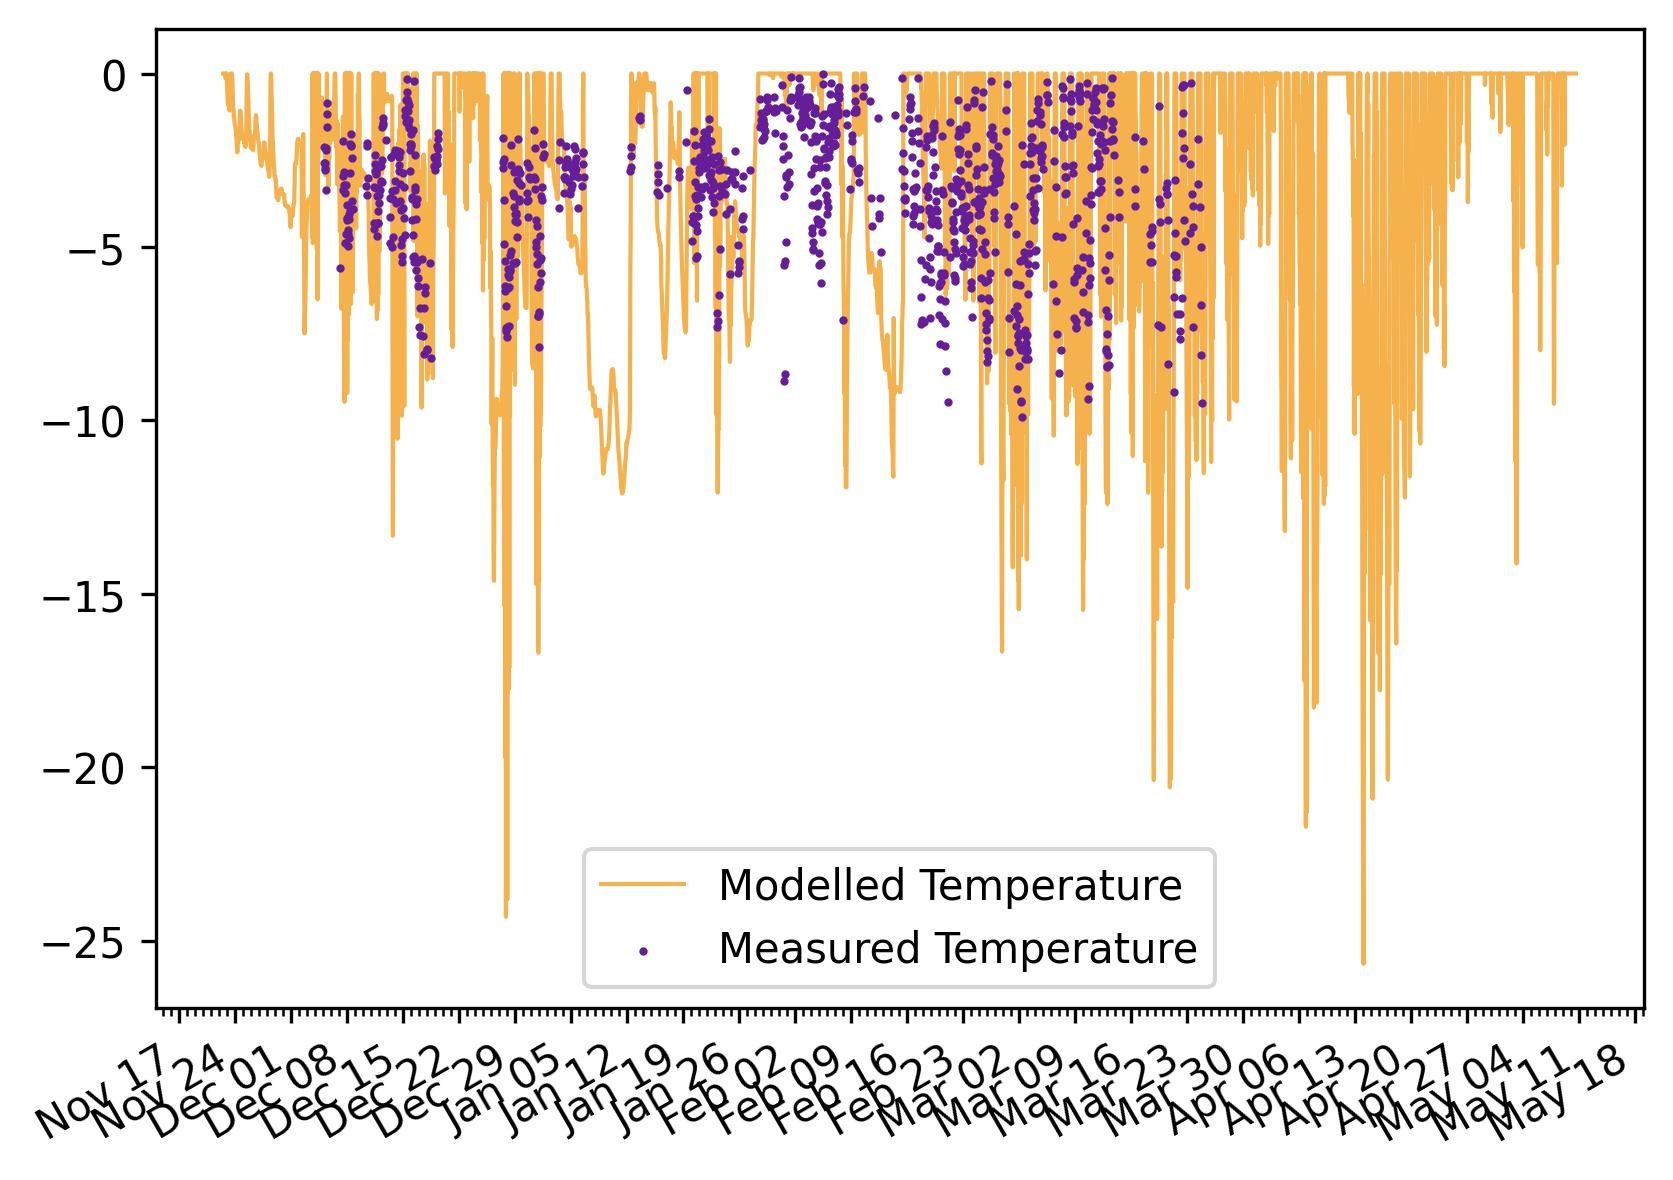 0
−5
−10
−15
−20
−25
Modelled Temperature
Measured Temperature
Nov 17
Nov 24
Dec 01
Dec 08
Dec 15
Dec 22
Dec 29
Jan 05
Jan 12
Jan 19
Jan 26
Feb 02
Feb 09
Feb 16
Feb 23
Mar 02
Mar 09
Mar 16
Mar 23
Mar 30
Apr 06
Apr 13
Apr 20
Apr 27
May 04
May 11
May 18